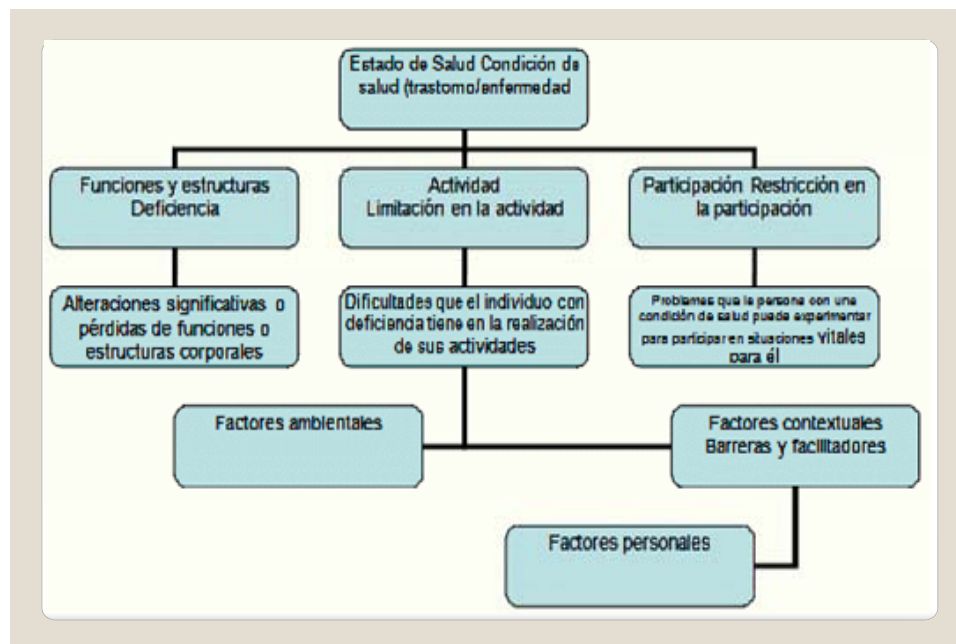 Estado de Salud Condición de
salud (trastorno/enfermedad
Funciones y estructuras
Deficiencia
Actividad
Limitación en la actividad
Participación Restricción en
la participación
Alteraciones significativas o
pérdidas de funciones o
estructuras corporales
Dificultades que el individuo con
deficiencia tiene en la realización
de sus actividades
Problemas que la persona con una
condición de salud puede experimentar
para participar en situaciones vitales
para él
Factores ambientales
Factores contextuales
Barreras y facilitadores
Factores personales